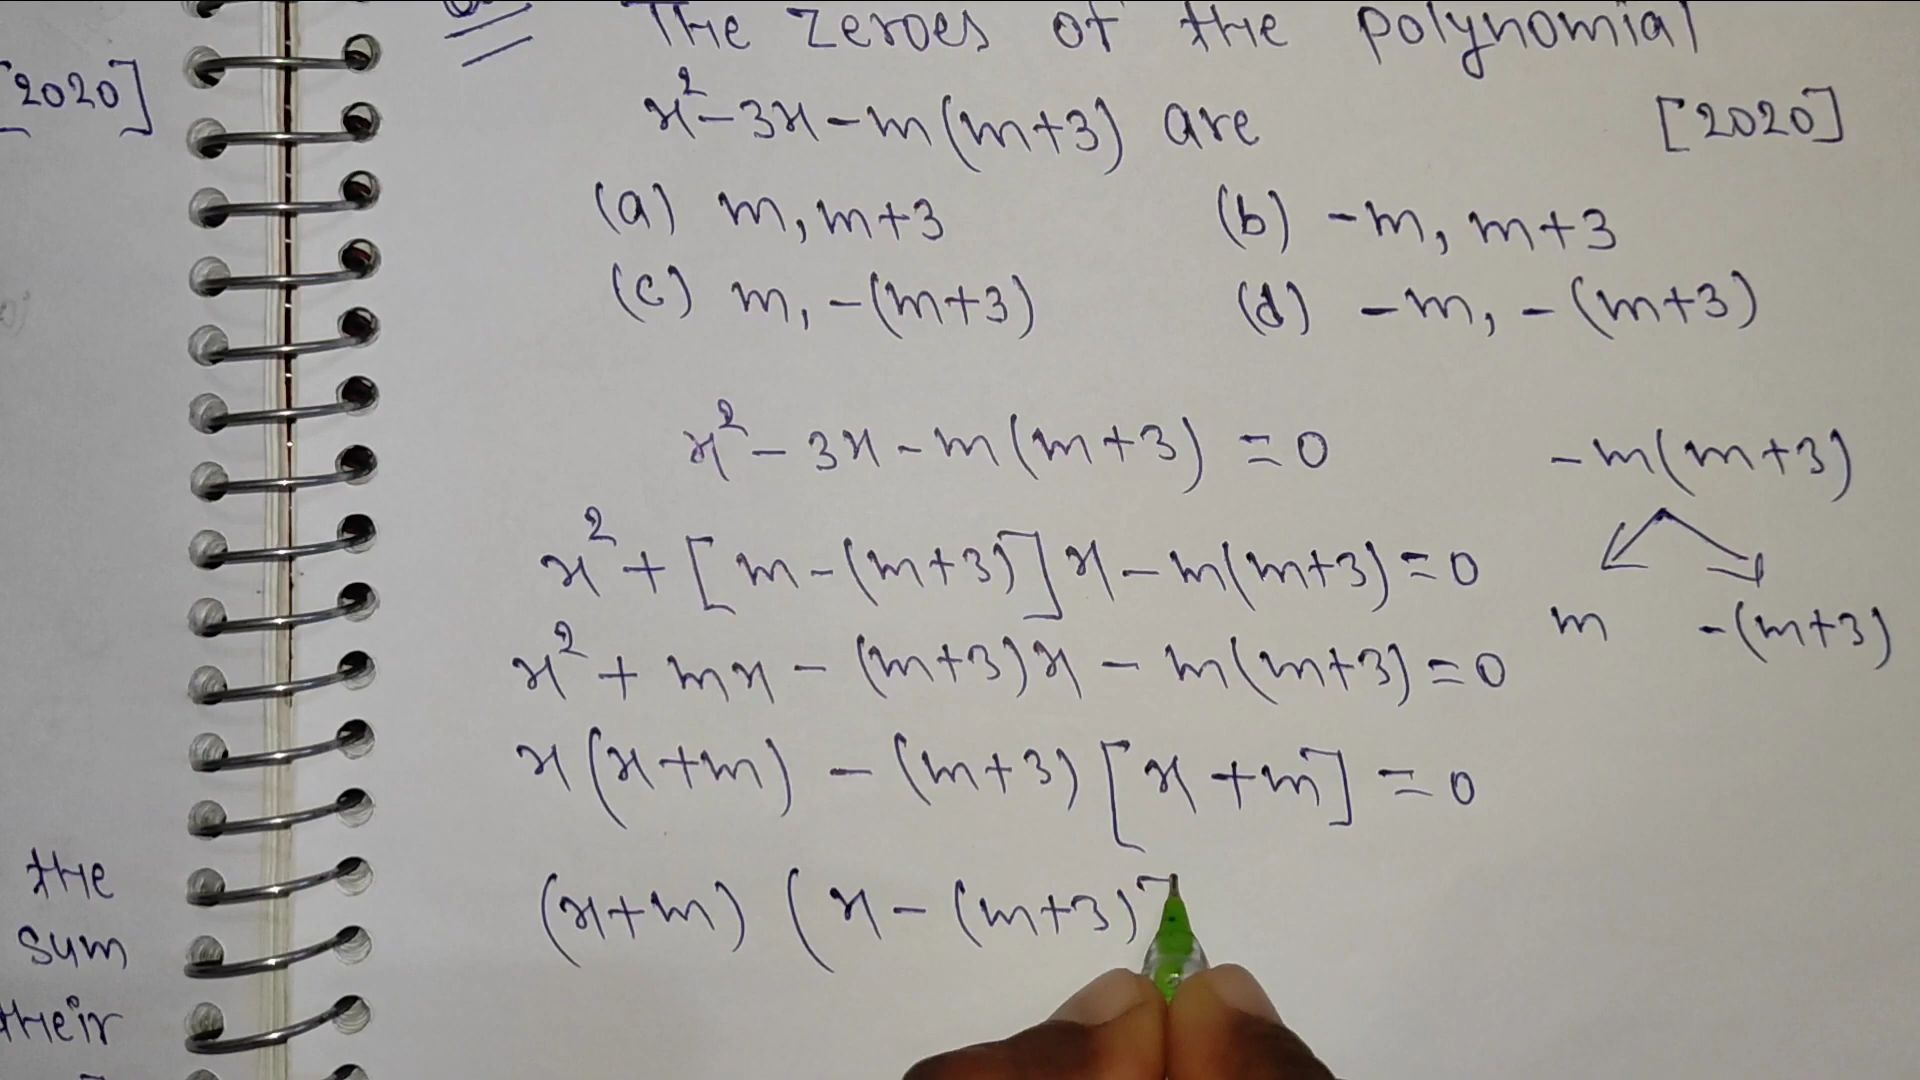 The zeroes of the polynomial
x²-3x-m(m+3) are [2020]
(a) m, m+3 (b) -m, m+3
(c) m, -(m+3) (d) -m, -(m+3)
x²-3x-m(m+3) = 0
-m(m+3)
x²+[m-(m+3)]x-m(m+3)=0
m -(m+3)
x²+mx-(m+3)x-m(m+3)=0
x(x+m)-(m+3)[x+m]=0
(x+m)(x-(m+3)
[2020]
the
sum
their